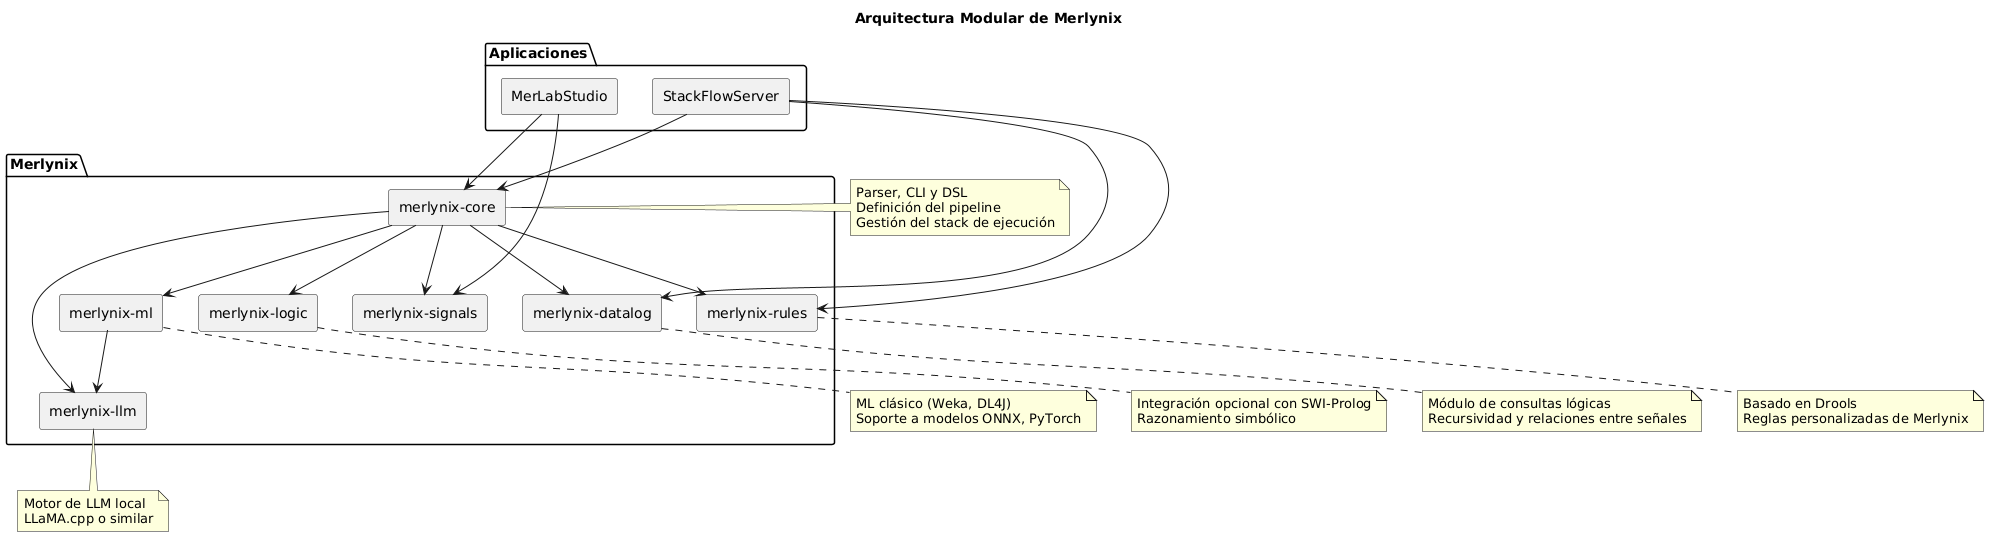 Arquitectura Modular de Merlynix
Aplicaciones
MerLabStudio
StackFlowServer
Merlynix
merlynix-core
Parser, CLI y DSL
Definición del pipeline
Gestión del stack de ejecución
merlynix-ml
merlynix-logic
merlynix-signals
merlynix-datalog
merlynix-rules
merlynix-llm
ML clásico (Weka, DL4J)
Soporte a modelos ONNX, PyTorch
Integración opcional con SWI-Prolog
Razonamiento simbólico
Módulo de consultas lógicas
Recursividad y relaciones entre señales
Basado en Drools
Reglas personalizadas de Merlynix
Motor de LLM local
LLaMA.cpp o similar